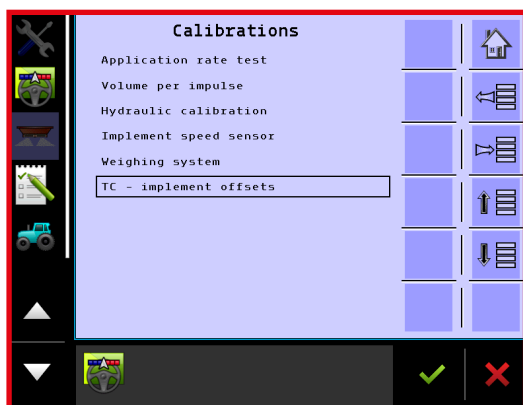 Calibrations
Application rate test
Volume per impulse
Hydraulic calibration
Implement speed sensor
Weighing system
TC - implement offsets